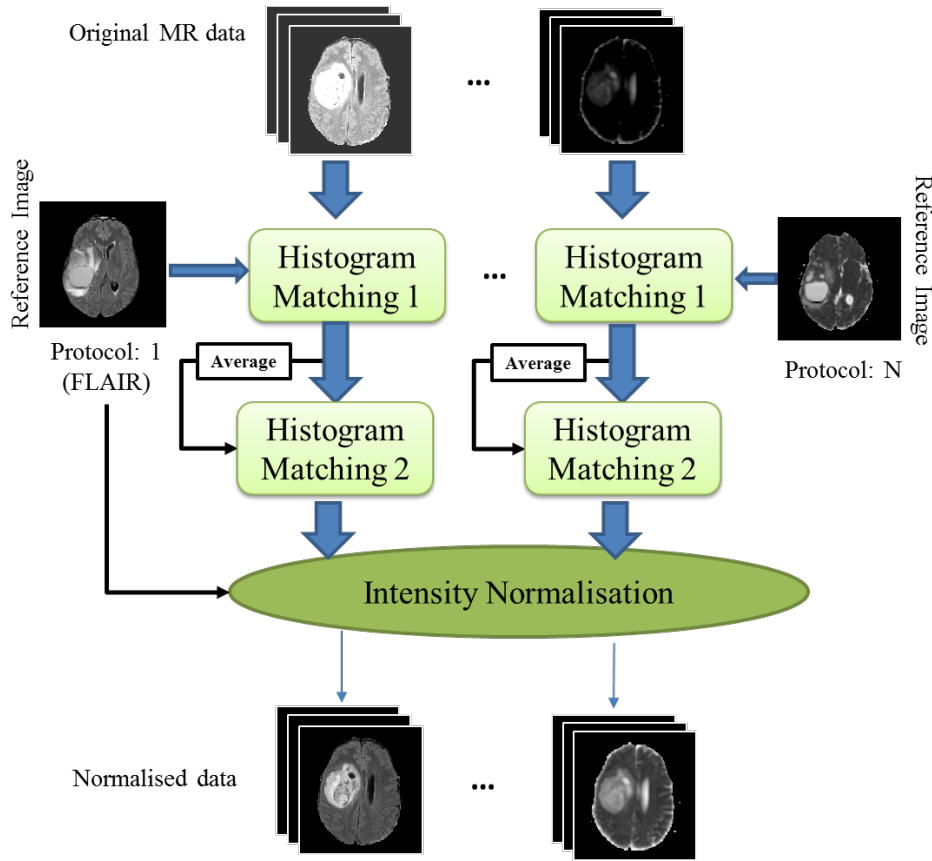 Original MR data
...
Reference Image
Histogram
Matching 1
...
Histogram
Matching 1
Reference Image
Protocol: 1
(FLAIR)
Average
Average
Protocol: N
Histogram
Matching 2
Histogram
Matching 2
Intensity Normalisation
Normalised data
...